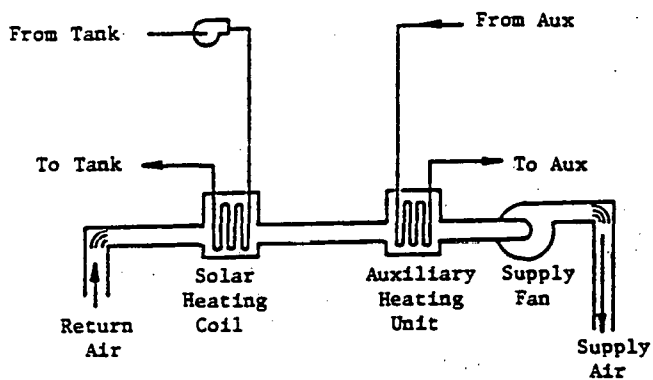 From Tank
From Aux
To Tank
To Aux
Solar
Heating
Coil
Auxiliary
Heating
Unit
Supply
Fan
Return
Air
Supply
Air